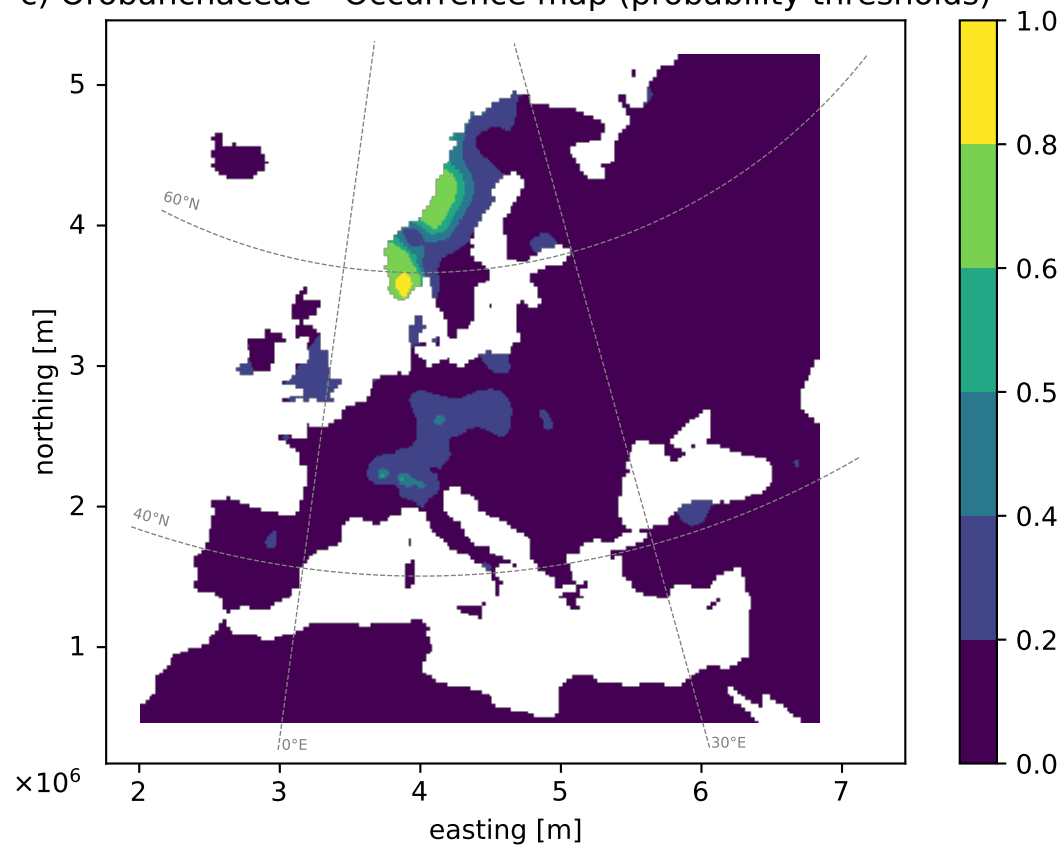 c) Orobanchaceae - Occurrence map (probability thresholds)
1.0
5
0.8
60°N
4
0.6
northing [m]
0.5
3
0.4
40°N
2
0.2
1
0°E
30°E
0.0
×10⁶
2 3 4 5 6 7
easting [m]